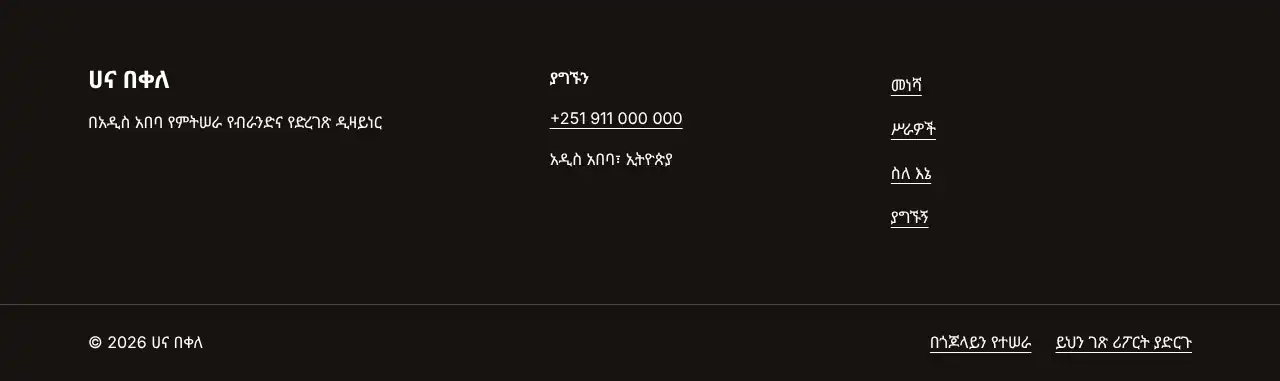 ሀና በቀለ
በአዲስ አበባ የምትሠራ የብራንድና የድረገጽ ዲዛይነር
ያግኙን
+251 911 000 000
አዲስ አበባ፣ ኢትዮጵያ
መነሻ
ሥራዎች
ስለ እኔ
ያግኙኝ
© 2026 ሀና በቀለ
በጎጆላይን የተሠራ
ይህን ገጽ ሪፖርት ያድርጉ